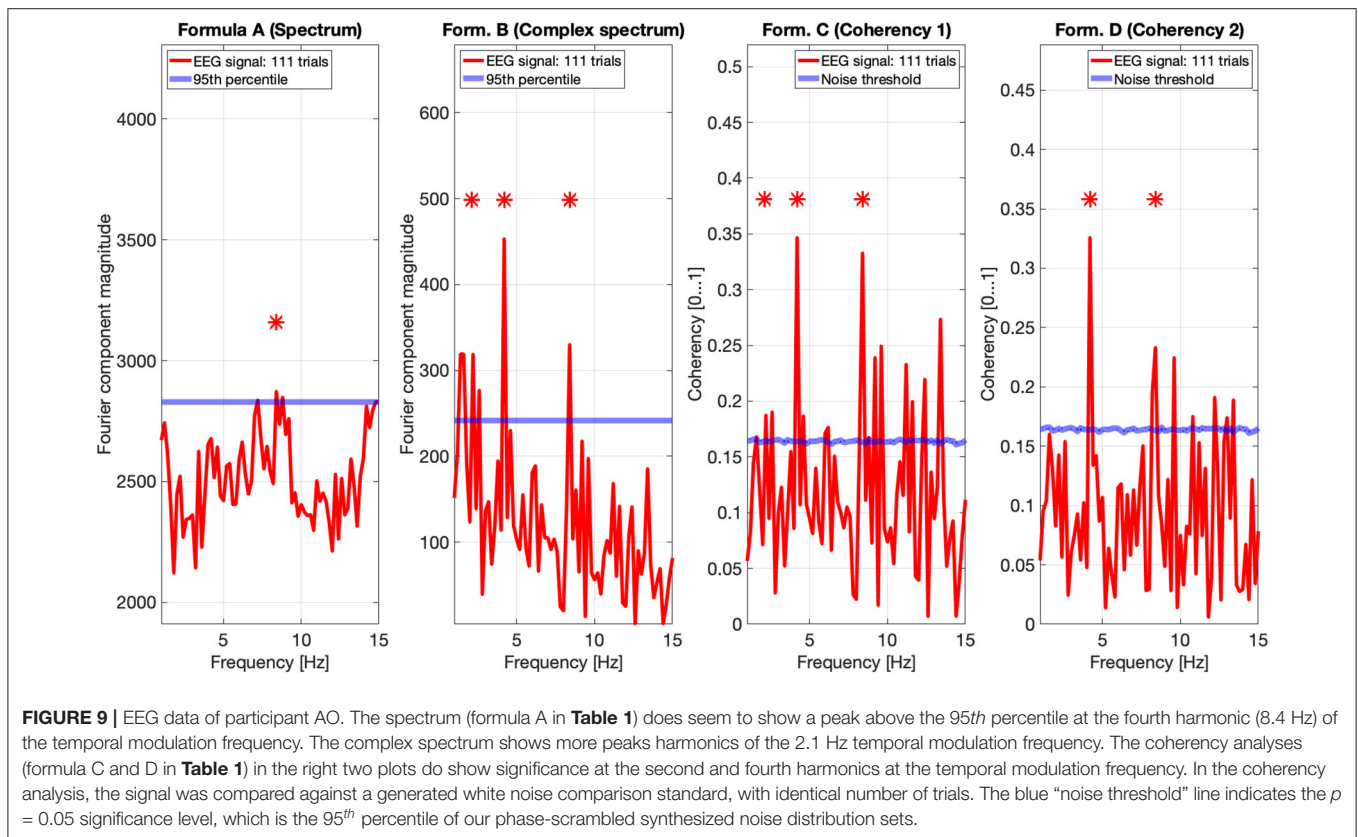 Formula A (Spectrum)
EEG signal: 111 trials
95th percentile
4000
3500
3000
2500
2000
Fourier component magnitude
5 10 15
Frequency [Hz]
Form. B (Complex spectrum)
EEG signal: 111 trials
95th percentile
600
500
400
300
200
100
Fourier component magnitude
5 10 15
Frequency [Hz]
Form. C (Coherency 1)
EEG signal: 111 trials
Noise threshold
0.5
0.45
0.4
0.35
0.3
0.25
0.2
0.15
0.1
0.05
0
Coherency [0...1]
5 10 15
Frequency [Hz]
Form. D (Coherency 2)
EEG signal: 111 trials
Noise threshold
0.45
0.4
0.35
0.3
0.25
0.2
0.15
0.1
0.05
0
Coherency [0...1]
5 10 15
Frequency [Hz]
FIGURE 9 | EEG data of participant AO. The spectrum (formula A in Table 1) does seem to show a peak above the 95th percentile at the fourth harmonic (8.4 Hz) of
the temporal modulation frequency. The complex spectrum shows more peaks harmonics of the 2.1 Hz temporal modulation frequency. The coherency analyses
(formula C and D in Table 1) in the right two plots do show significance at the second and fourth harmonics at the temporal modulation frequency. In the coherency
analysis, the signal was compared against a generated white noise comparison standard, with identical number of trials. The blue “noise threshold” line indicates the p
= 0.05 significance level, which is the 95th percentile of our phase-scrambled synthesized noise distribution sets.